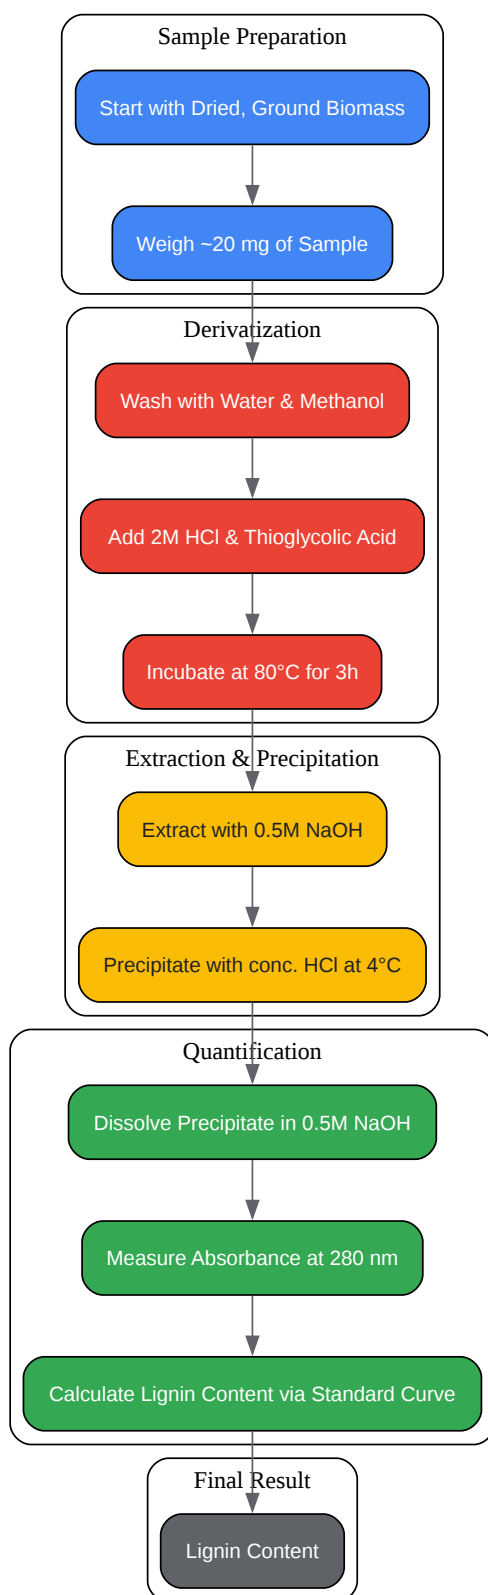 Sample Preparation
Start with Dried, Ground Biomass
Weigh ~20 mg of Sample
Derivatization
Wash with Water & Methanol
Add 2M HCl & Thioglycolic Acid
Incubate at 80°C for 3h
Extraction & Precipitation
Extract with 0.5M NaOH
Precipitate with conc. HCl at 4°C
Quantification
Dissolve Precipitate in 0.5M NaOH
Measure Absorbance at 280 nm
Calculate Lignin Content via Standard Curve
Final Result
Lignin Content